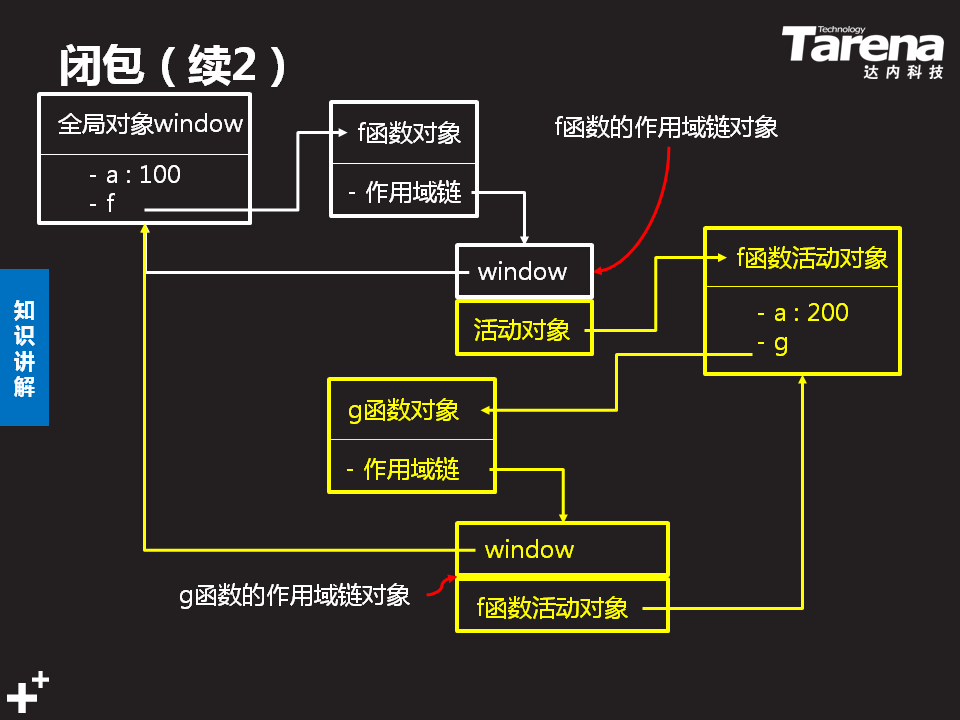 闭包（续2）
Technology
Tarena
达内科技
全局对象window
- a : 100
- f
f函数对象
- 作用域链
f函数的作用域链对象
window
活动对象
f函数活动对象
- a : 200
- g
知识讲解
g函数对象
- 作用域链
window
f函数活动对象
g函数的作用域链对象